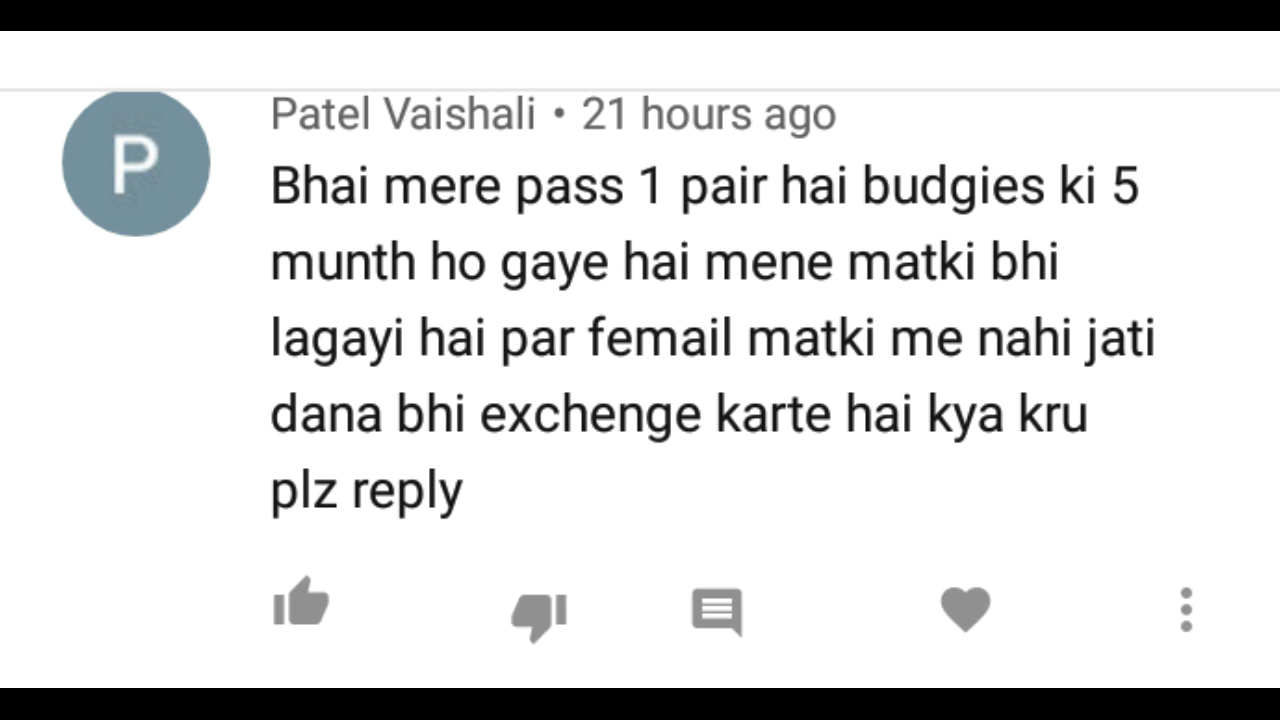 P
Patel Vaishali • 21 hours ago
Bhai mere pass 1 pair hai budgies ki 5
munth ho gaye hai mene matki bhi
lagayi hai par femail matki me nahi jati
dana bhi exchenge karte hai kya kru
plz reply